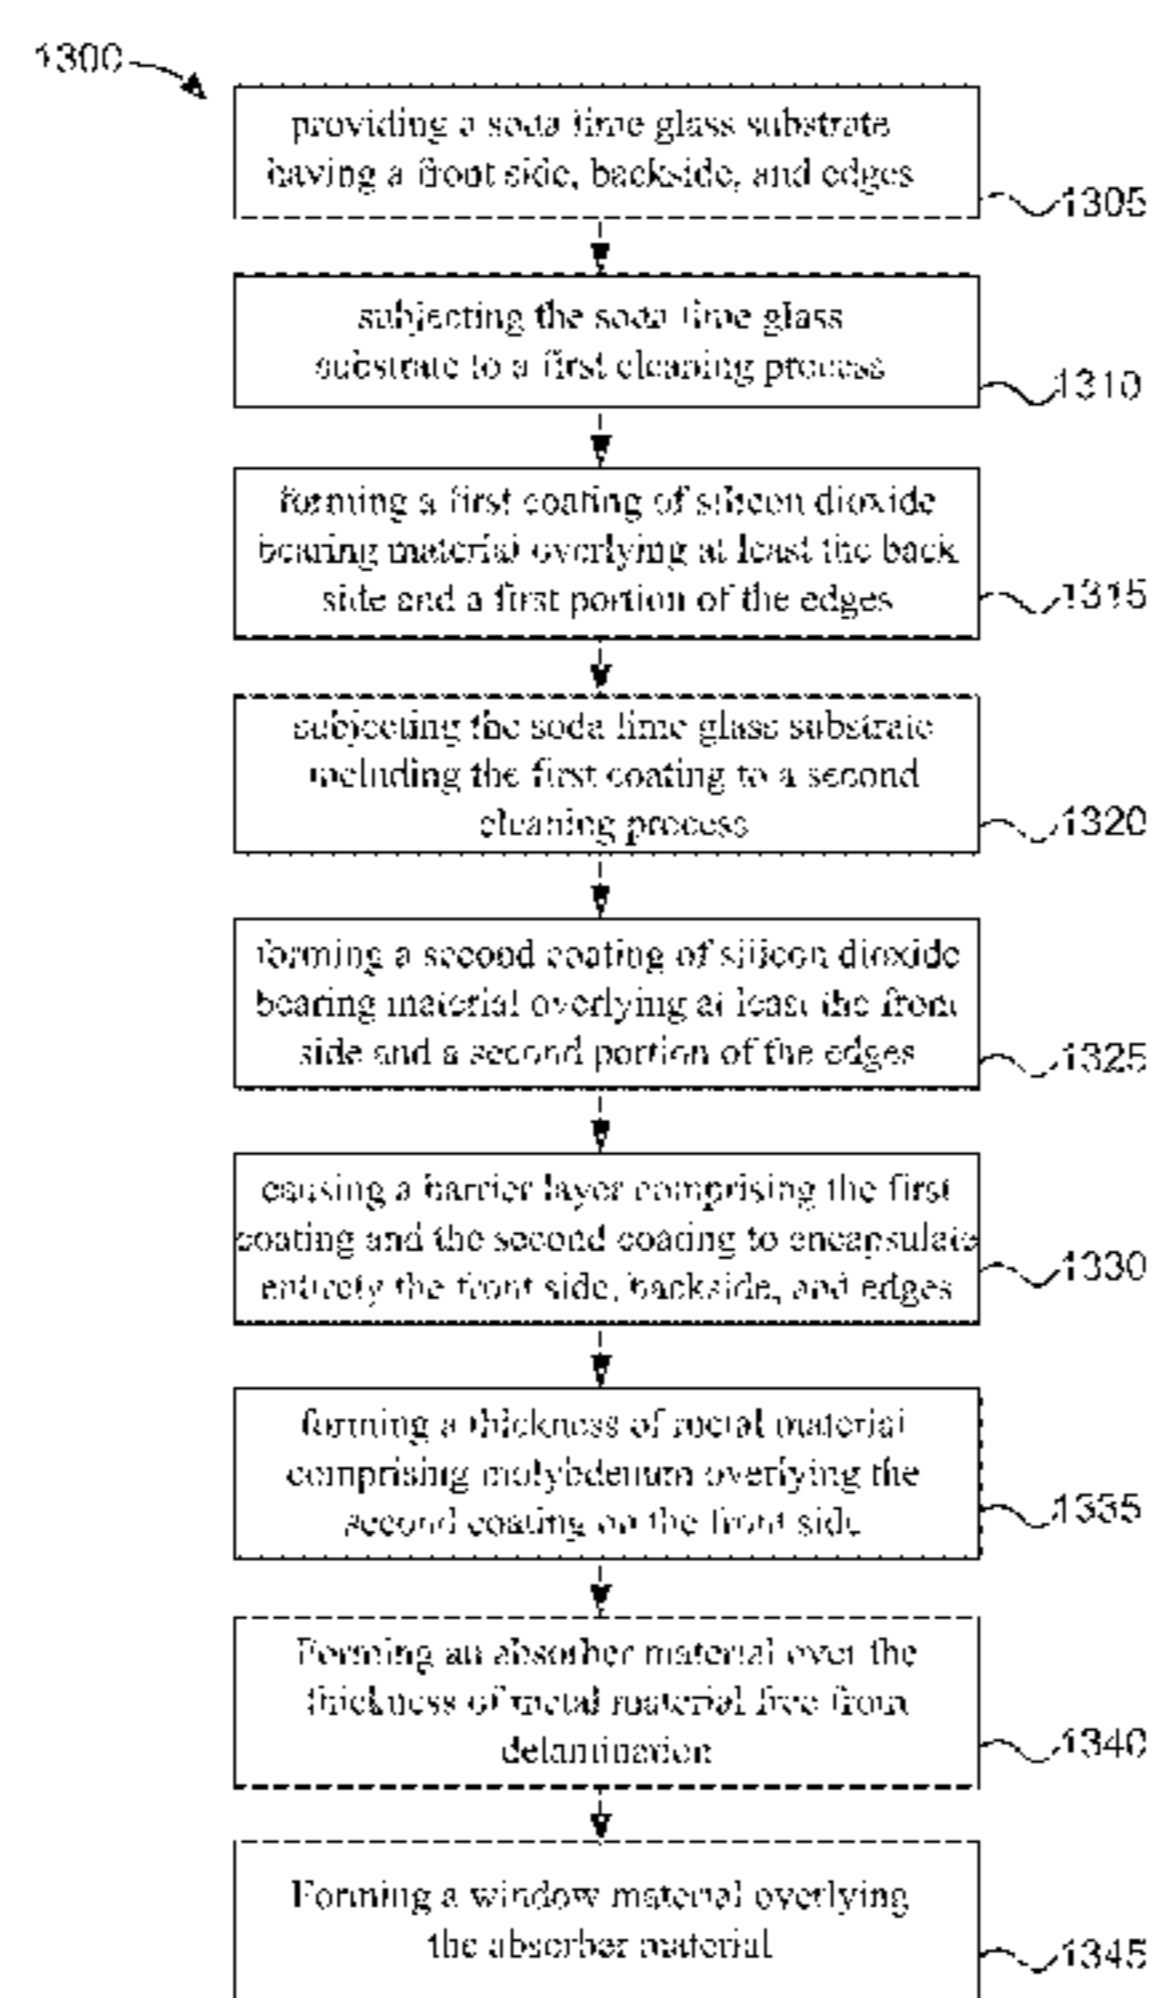 1300
providing a soda lime glass substrate
having a front side, backside, and edges
1305
subjecting the soda lime glass
substrate to a first cleaning process
1310
forming a first coating of silicon dioxide
bearing material overlying at least the back
side and a first portion of the edges
1315
subjecting the soda lime glass substrate
including the first coating to a second
cleaning process
1320
forming a second coating of silicon dioxide
bearing material overlying at least the front
side and a second portion of the edges
1325
causing a barrier layer comprising the first
coating and the second coating to encapsulate
entirety the front side, backside, and edges
1330
forming a thickness of metal material
comprising molybdenum overlying the
second coating on the front side
1335
Forming an absorber material over the
thickness of metal material free from
delamination
1340
Forming a window material overlying
the absorber material
1345